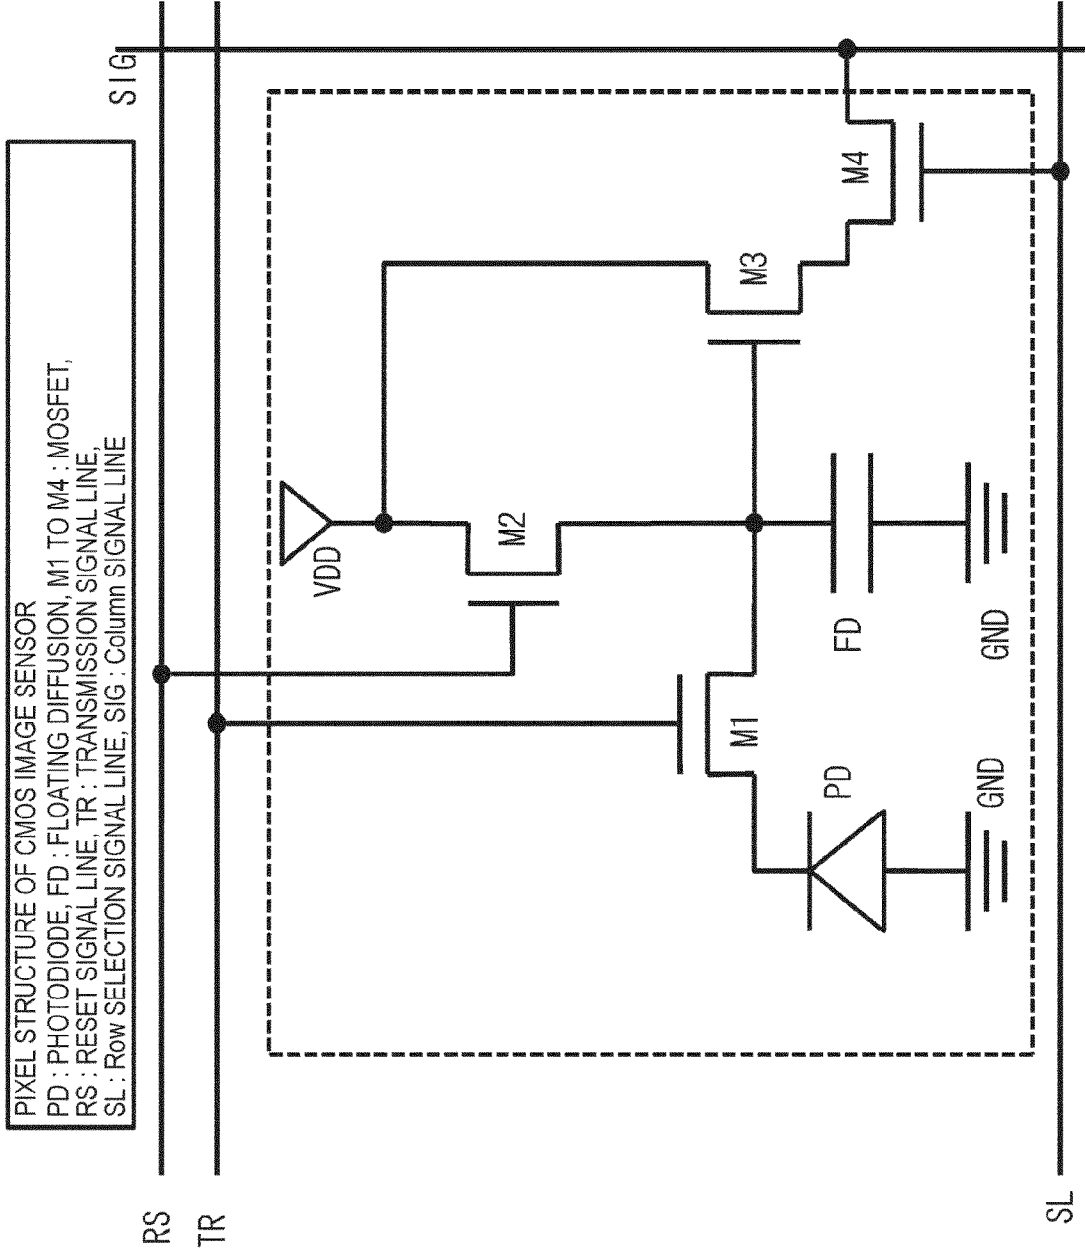 PIXEL STRUCTURE OF CMOS IMAGE SENSOR
PD : PHOTODIODE, FD : FLOATING DIFFUSION, M1 TO M4 : MOSFET,
RS : RESET SIGNAL LINE, TR : TRANSMISSION SIGNAL LINE,
SL : Row SELECTION SIGNAL LINE, SIG : Column SIGNAL LINE
SIG
RS
TR
VDD
M2
M3
M4
M1
PD
FD
GND
GND
SL